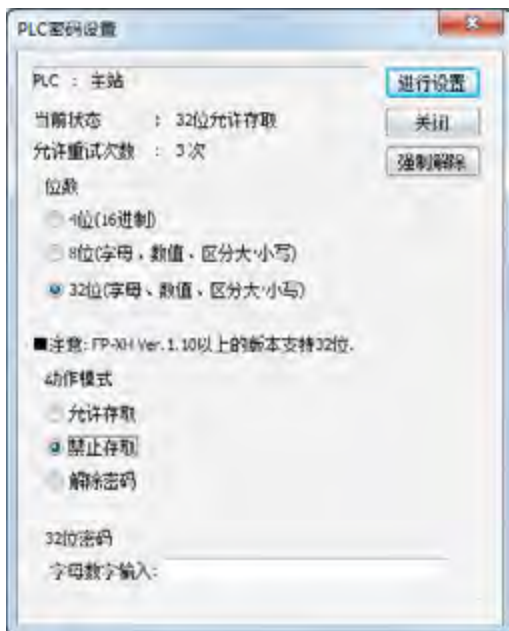 PLC密码设置
PLC : 主站
进行设置
当前状态 : 32位允许存取
关闭
允许重试次数 : 3次
强制解除
位数
4位(16进制)
8位(字母、数值、区分大小写)
32位(字母、数值、区分大小写)
■注意: FP-XH Ver.1.10以上的版本支持32位.
动作模式
允许存取
禁止存取
解除密码
32位密码
字母数字输入: